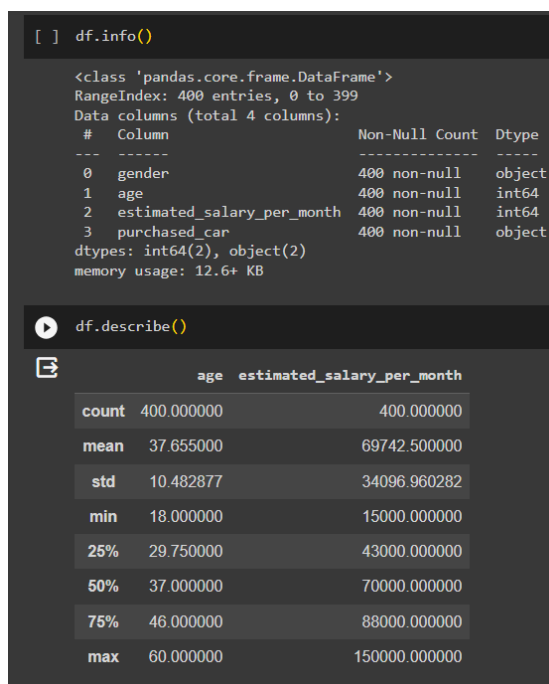 [ ] df.info()
<class 'pandas.core.frame.DataFrame'>
RangeIndex: 400 entries, 0 to 399
Data columns (total 4 columns):
#   Column                      Non-Null Count  Dtype
---  ------                      --------------  -----
0   gender                      400 non-null    object
1   age                         400 non-null    int64
2   estimated_salary_per_month  400 non-null    int64
3   purchased_car               400 non-null    object
dtypes: int64(2), object(2)
memory usage: 12.6+ KB
df.describe()
age estimated_salary_per_month
count 400.000000 400.000000
mean 37.655000 69742.500000
std 10.482877 34096.960282
min 18.000000 15000.000000
25% 29.750000 43000.000000
50% 37.000000 70000.000000
75% 46.000000 88000.000000
max 60.000000 150000.000000